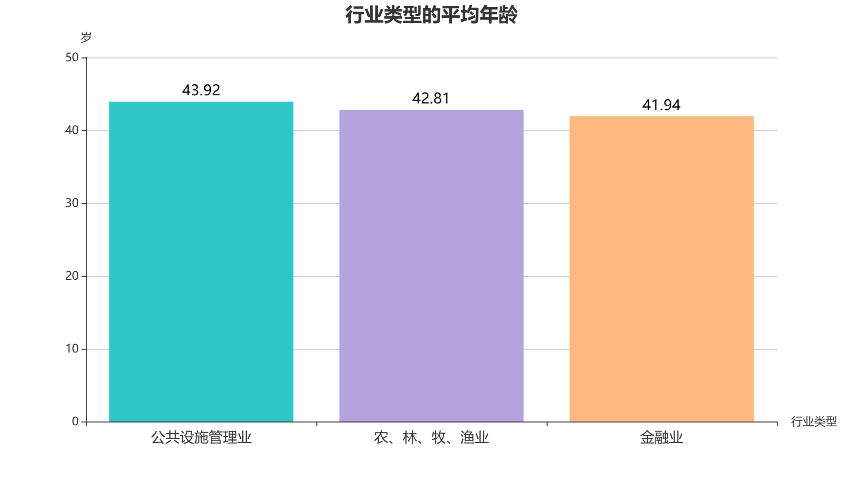 行业类型的平均年龄
岁
50
43.92
42.81
41.94
40
30
20
10
0
公共设施管理业
农、林、牧、渔业
金融业
行业类型